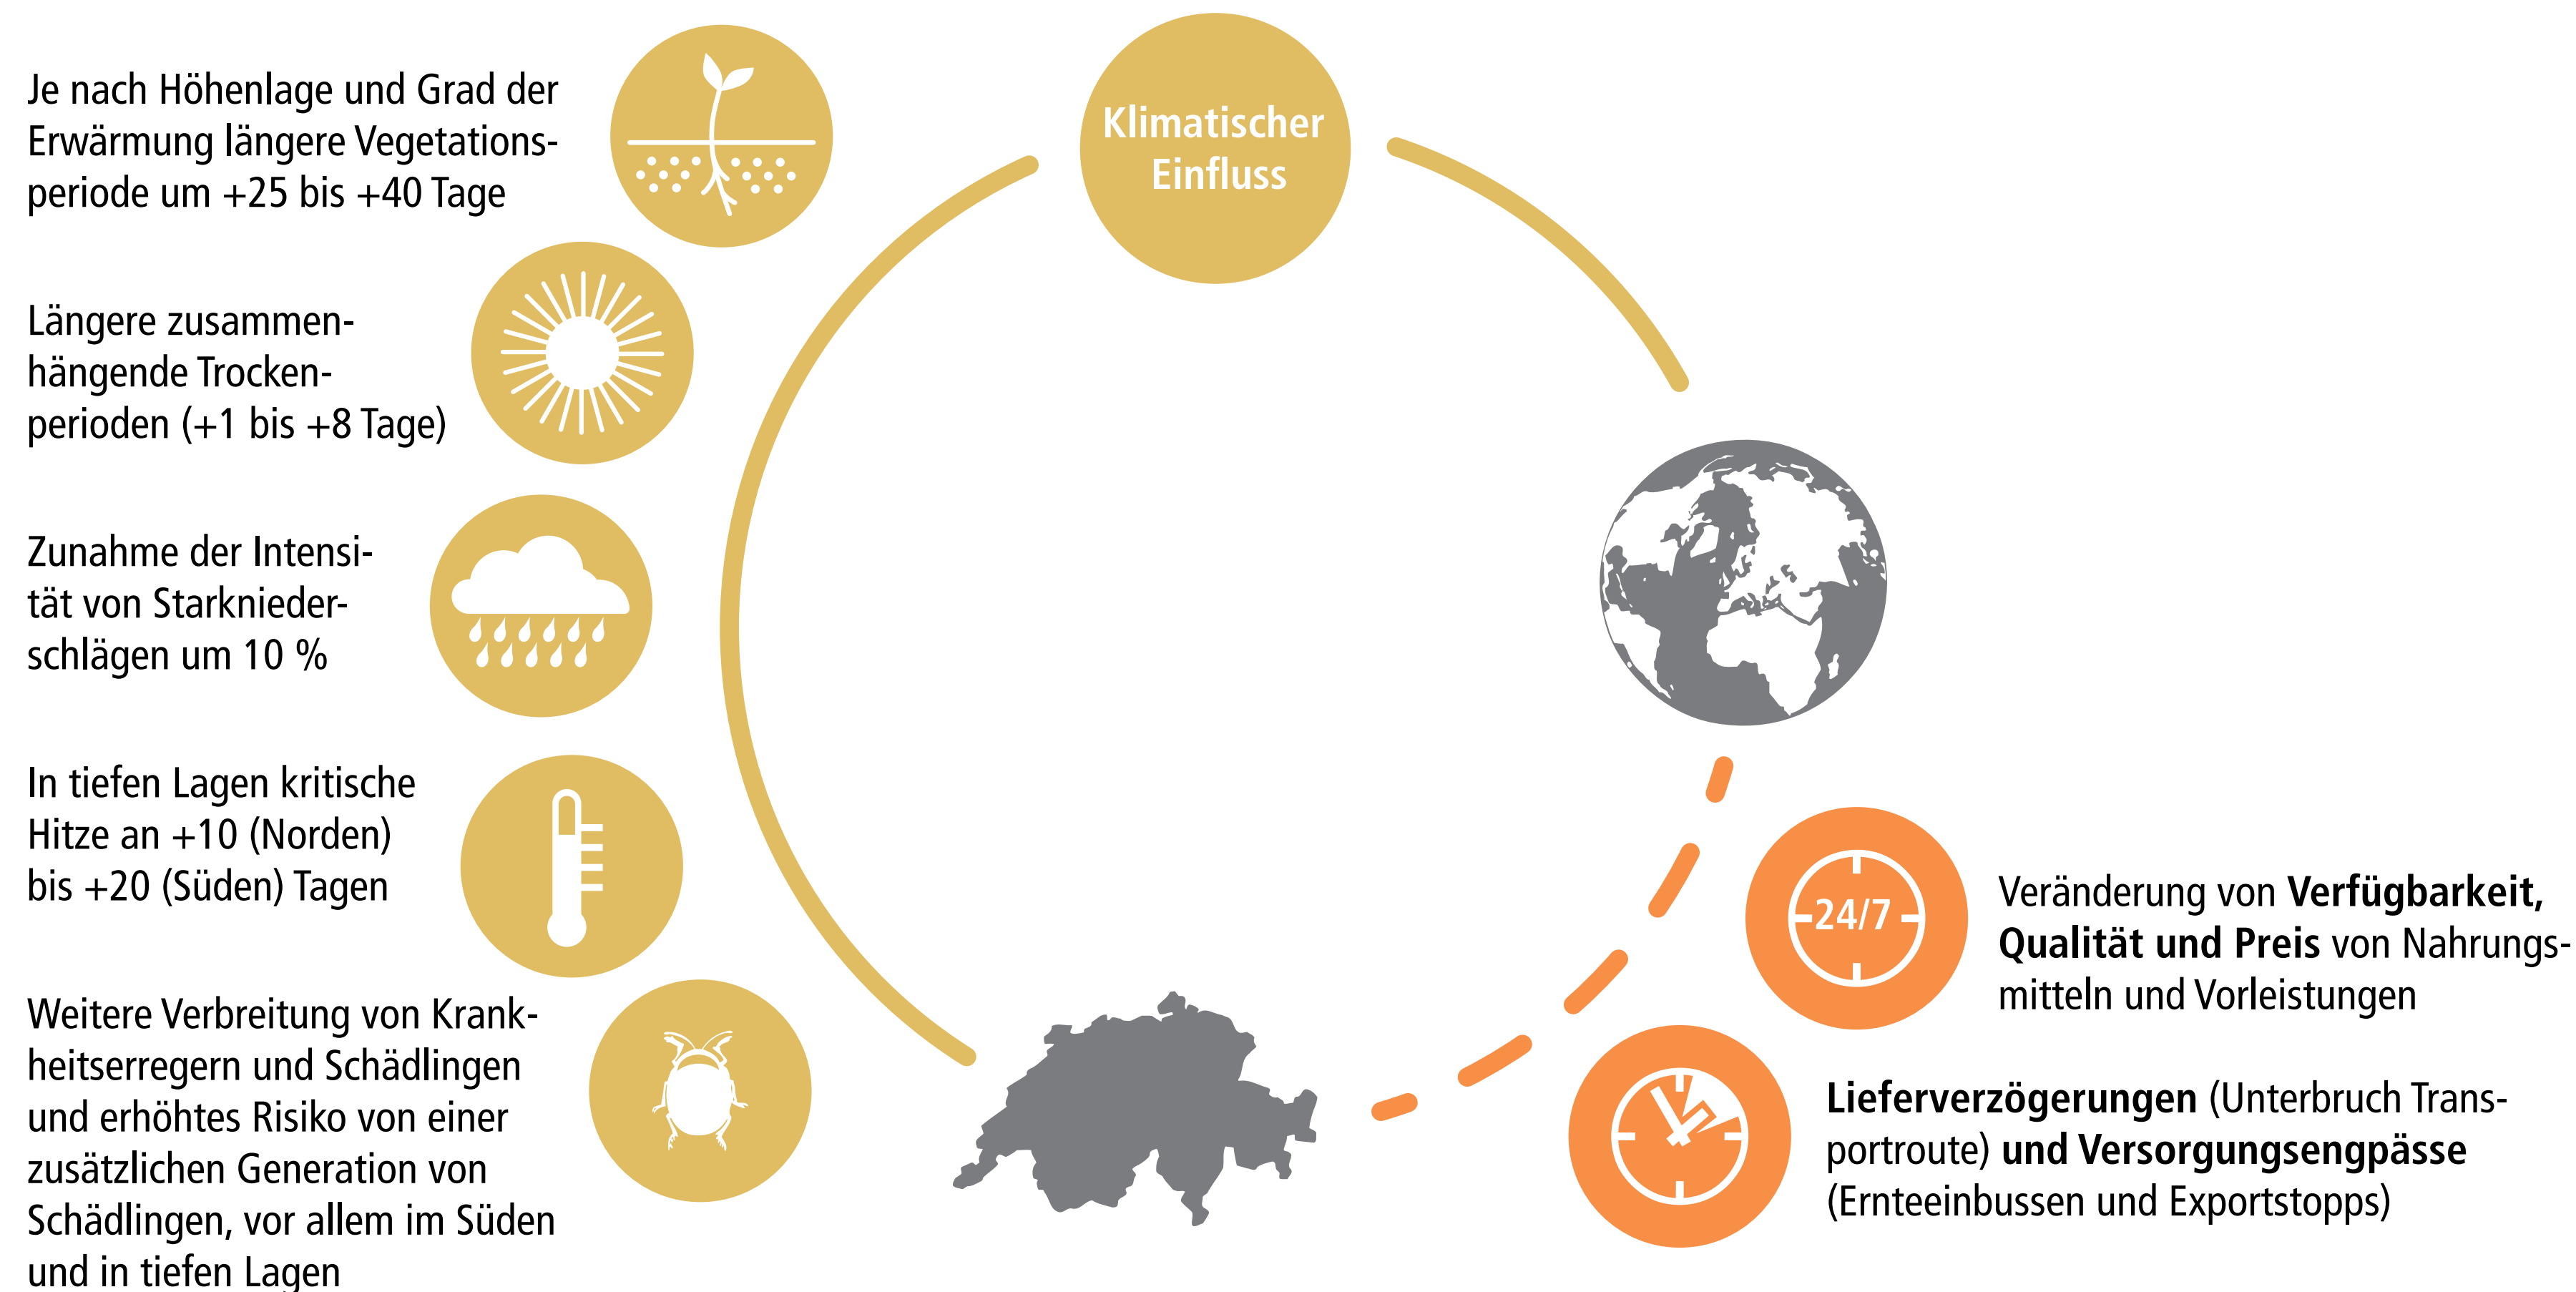 Je nach Höhenlage und Grad der
Erwärmung längere Vegetations-
periode um +25 bis +40 Tage
Längere zusammen-
hängende Trocken-
perioden (+1 bis +8 Tage)
Zunahme der Intensi-
tät von Starknieder-
schlägen um 10 %
In tiefen Lagen kritische
Hitze an +10 (Norden)
bis +20 (Süden) Tagen
Weitere Verbreitung von Krank-
heitserregern und Schädlingen
und erhöhtes Risiko von einer
zusätzlichen Generation von
Schädlingen, vor allem im Süden
und in tiefen Lagen
Klimatischer
Einfluss
24/7
Veränderung von Verfügbarkeit,
Qualität und Preis von Nahrungs-
mitteln und Vorleistungen
Lieferverzögerungen (Unterbruch Trans-
portroute) und Versorgungsengpässe
(Ernteeinbussen und Exportstopps)